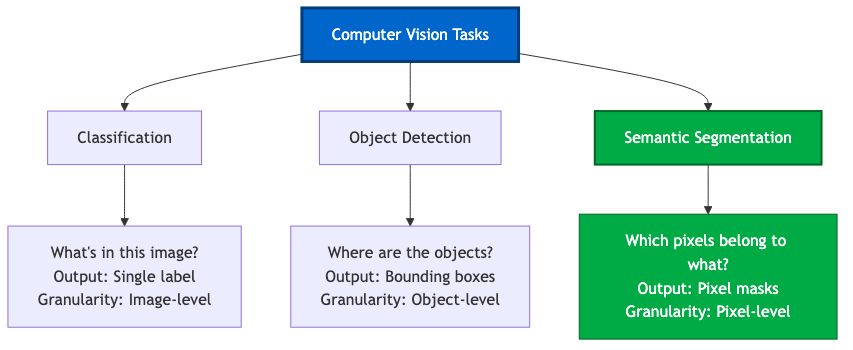 Computer Vision Tasks
Classification
Object Detection
Semantic Segmentation
What's in this image?
Output: Single label
Granularity: Image-level
Where are the objects?
Output: Bounding boxes
Granularity: Object-level
Which pixels belong to
what?
Output: Pixel masks
Granularity: Pixel-level